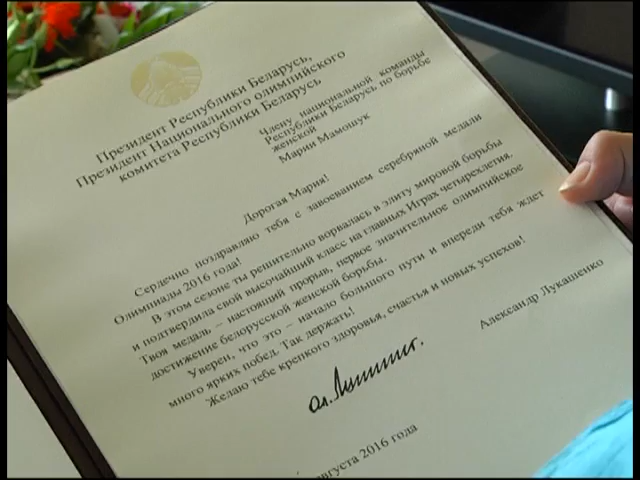 Президент Республики Беларусь,
Президент Национального олимпийского
комитета Республики Беларусь
Члену национальной команды
Республики Беларусь по борьбе
женской
Марии Мамошук
Дорогая Мария!
Сердечно поздравляю тебя с завоеванием серебряной медали
Олимпиады 2016 года!
В этом сезоне ты решительно ворвалась в элиту мировой борьбы
и подтвердила свой высочайший класс на главных Играх четырехлетия.
Твоя медаль – настоящий прорыв, первое значительное олимпийское
достижение белорусской женской борьбы.
Уверен, что это – начало большого пути и впереди тебя ждет
много ярких побед. Так держать!
Желаю тебе крепкого здоровья, счастья и новых успехов!
Александр Лукашенко
августа 2016 года